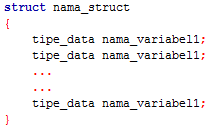 struct nama_struct
{
    tipe_data nama_variabel1;
    tipe_data nama_variabel1;
    ...
    ...
    tipe_data nama_variabel1;
}